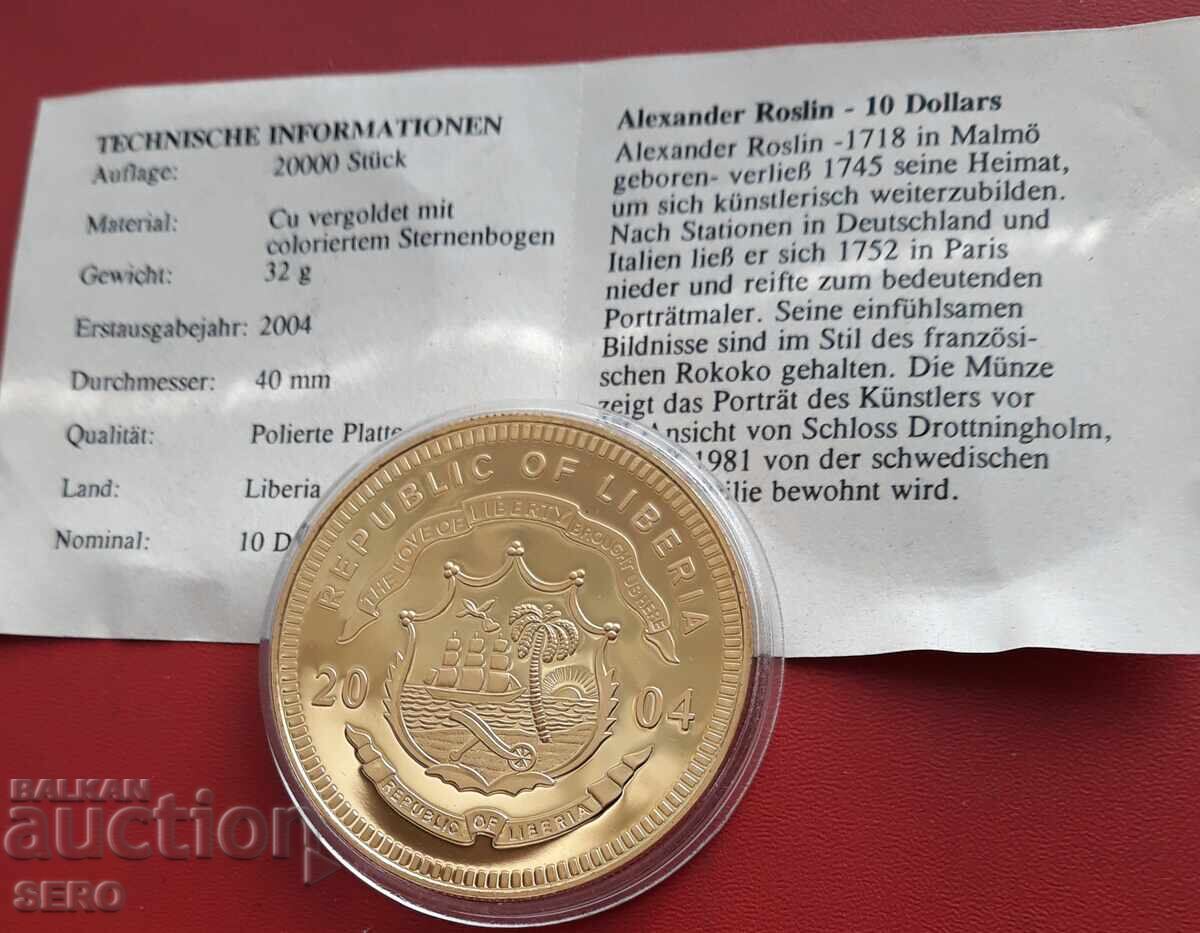 TECHNISCHE INFORMATIONEN
Auflage: 20000 Stück
Material: Cu vergoldet mit
coloriertem Sternenbogen
Gewicht: 32 g
Erstausgabejahr: 2004
Durchmesser: 40 mm
Qualität: Polierte Platte
Land: Liberia
Nominal: 10 D
Alexander Roslin - 10 Dollars
Alexander Roslin -1718 in Malmö
geboren- verließ 1745 seine Heimat,
um sich künstlerisch weiterzubilden.
Nach Stationen in Deutschland und
Italien ließ er sich 1752 in Paris
nieder und reifte zum bedeutenden
Porträtmaler. Seine einfühlsamen
Bildnisse sind im Stil des französi-
schen Rokoko gehalten. Die Münze
zeigt das Porträt des Künstlers vor
Ansicht von Schloss Drottningholm,
1981 von der schwedischen
ilie bewohnt wird.
REPUBLIC OF LIBERIA
THE LOVE OF LIBERTY BROUGHT US HERE
20 04
REPUBLIC OF LIBERIA
BALKAN
auction
SERO